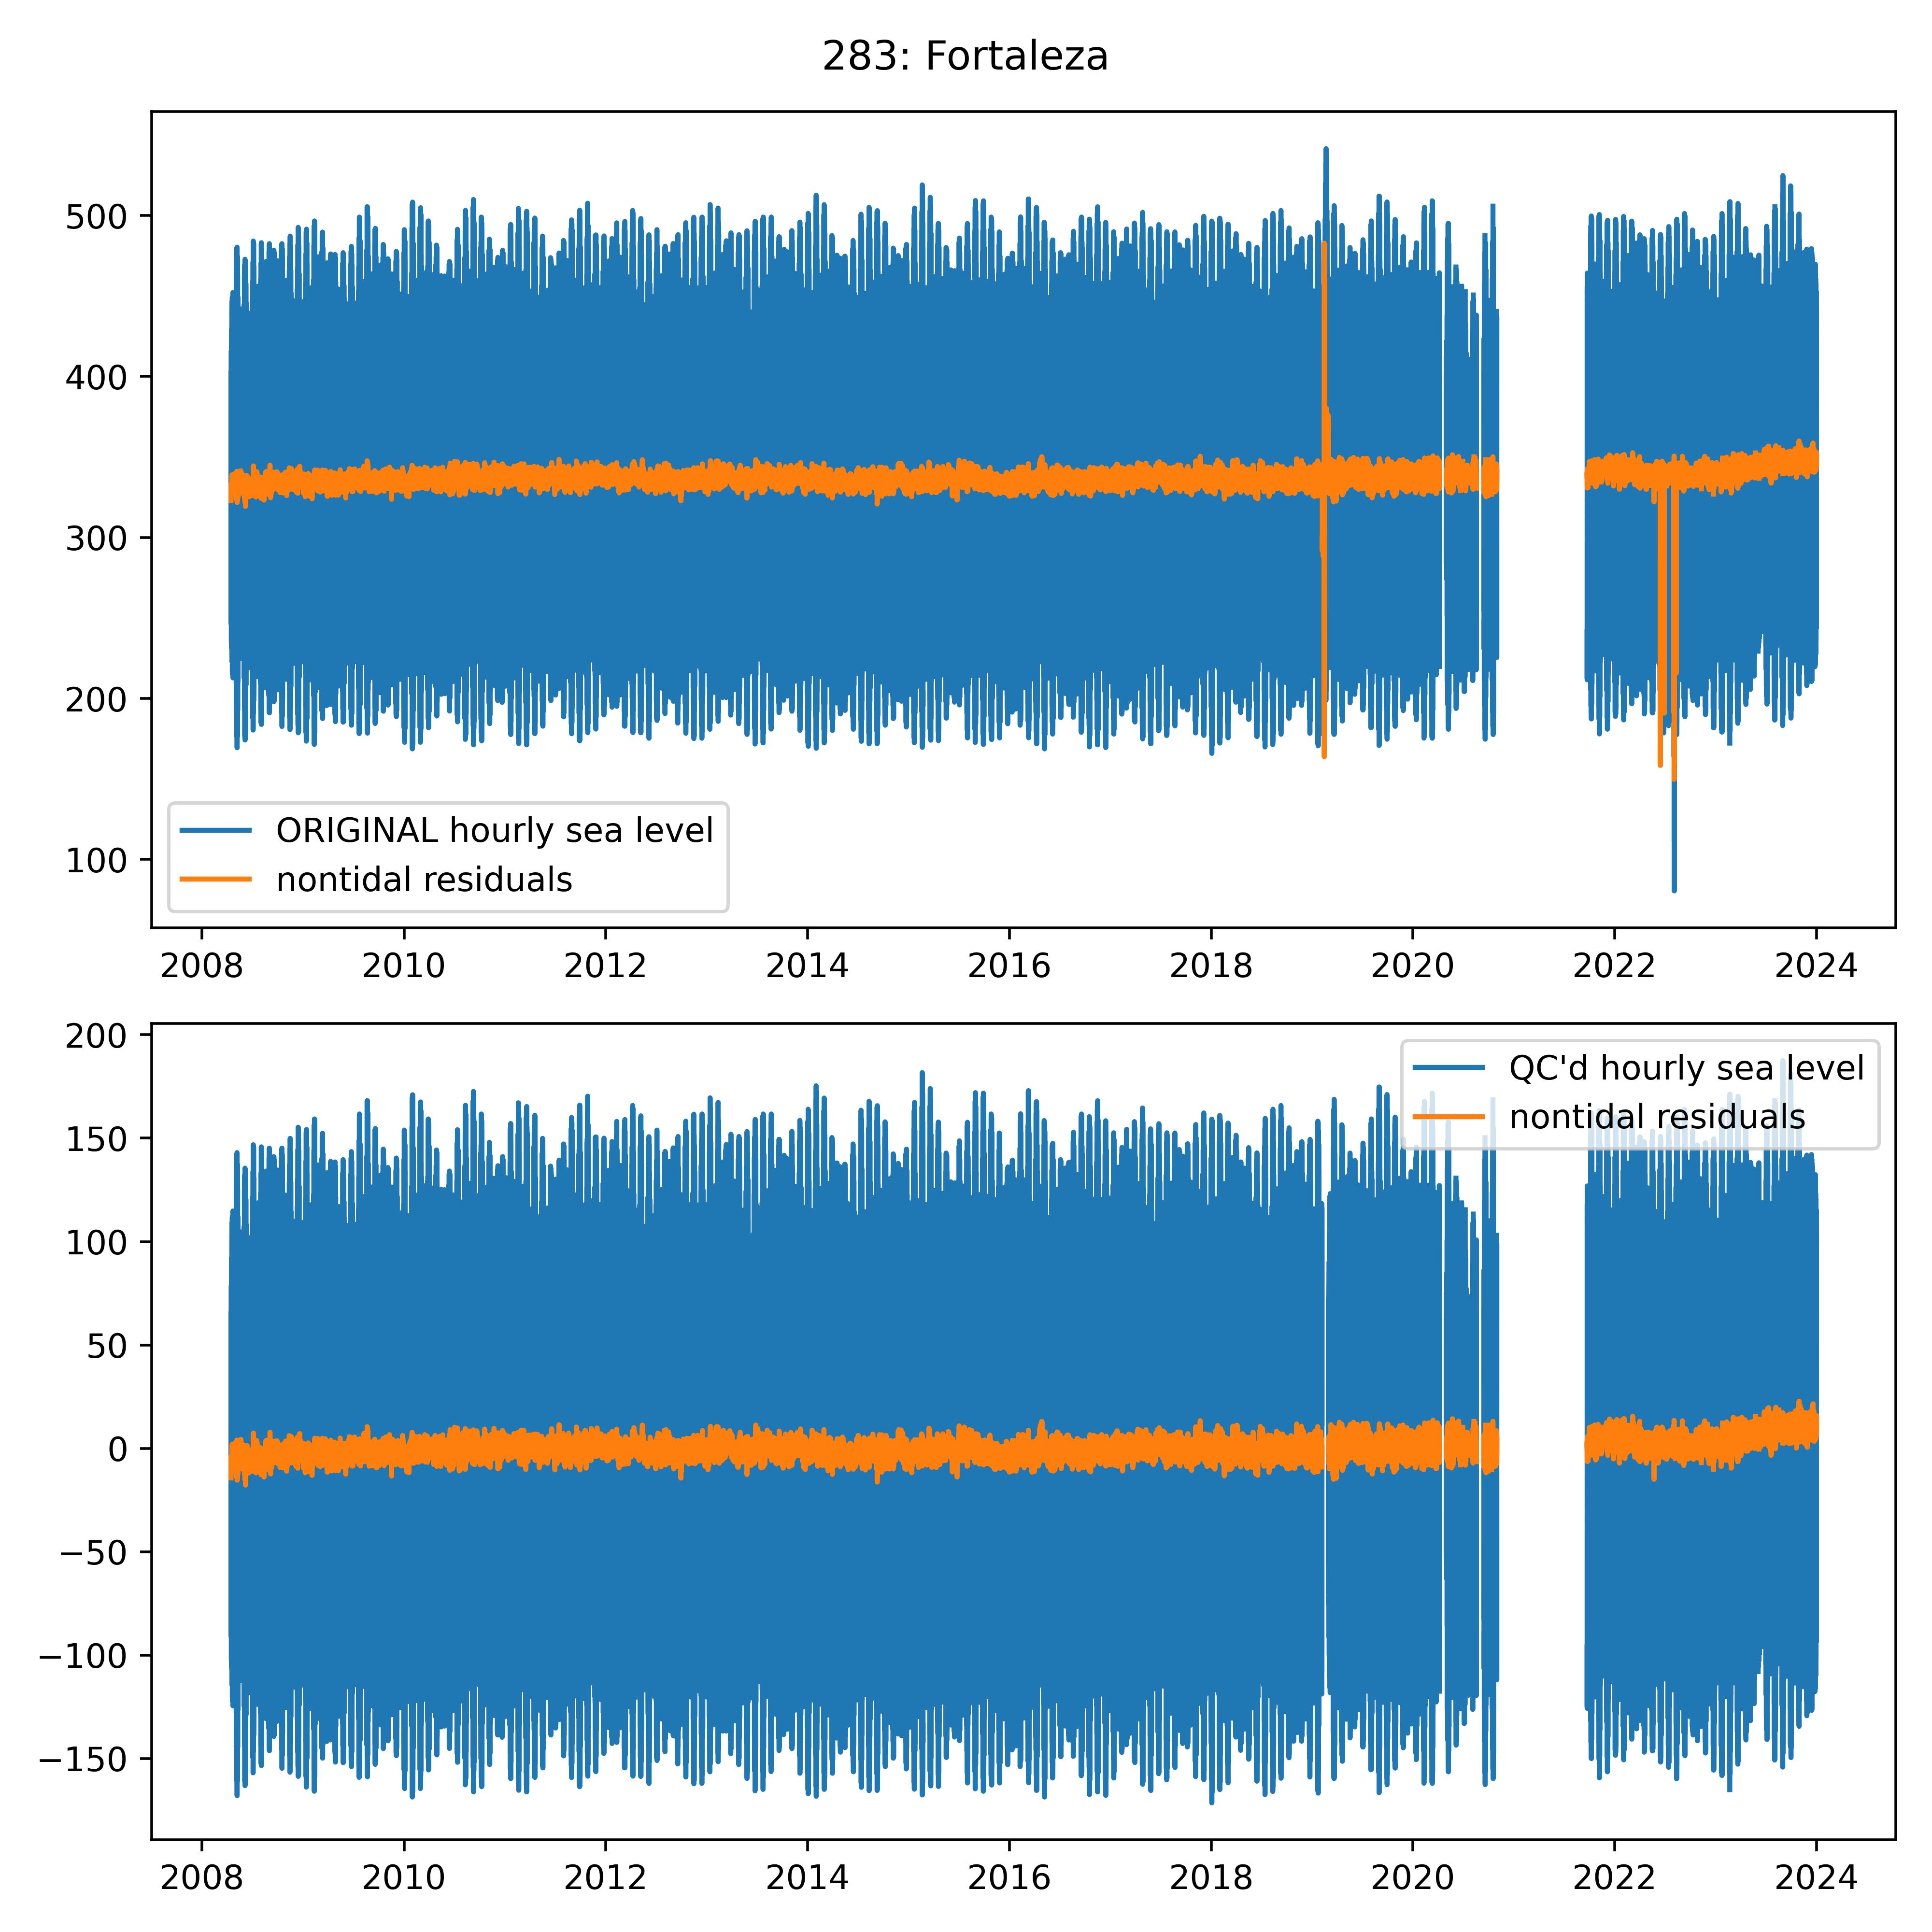 283: Fortaleza
500
400
300
200
100
ORIGINAL hourly sea level
nontidal residuals
2008 2010 2012 2014 2016 2018 2020 2022 2024
200
150
100
50
0
−50
−100
−150
QC'd hourly sea level
nontidal residuals
2008 2010 2012 2014 2016 2018 2020 2022 2024